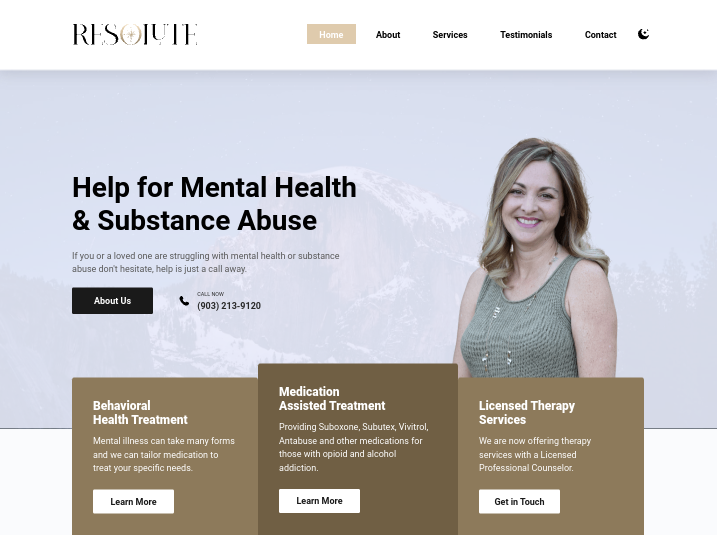 RESOLUTE
Home
About
Services
Testimonials
Contact
Help for Mental Health
& Substance Abuse
If you or a loved one are struggling with mental health or substance
abuse don't hesitate, help is just a call away.
About Us
CALL NOW
(903) 213-9120
Behavioral
Health Treatment
Mental illness can take many forms
and we can tailor medication to
treat your specific needs.
Learn More
Medication
Assisted Treatment
Providing Suboxone, Subutex, Vivitrol,
Antabuse and other medications for
those with opioid and alcohol
addiction.
Learn More
Licensed Therapy
Services
We are now offering therapy
services with a Licensed
Professional Counselor.
Get in Touch